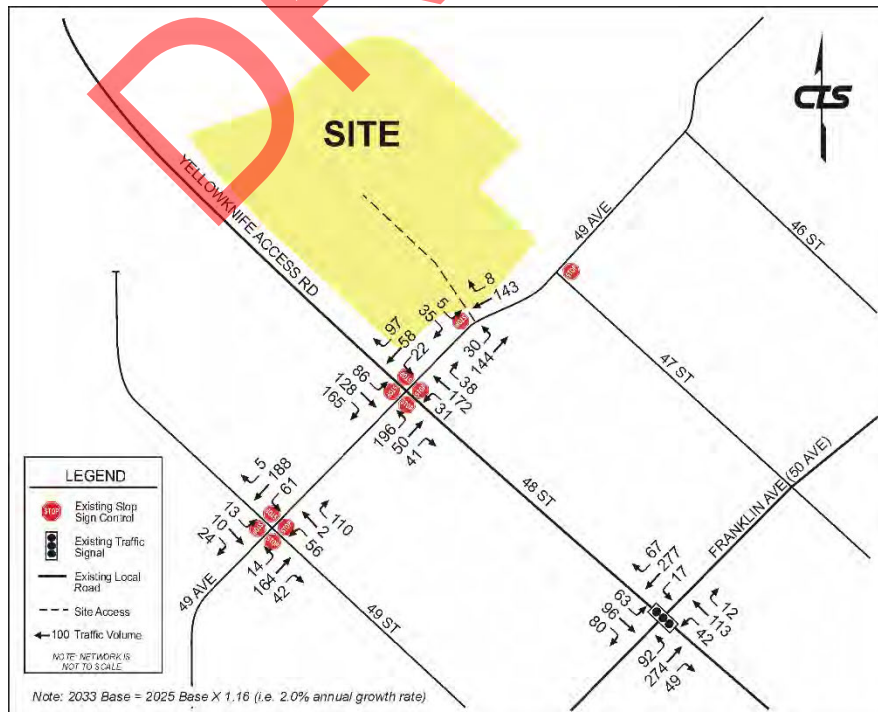 DR
SITE
CTS
YELLOWKNIFE ACCESS RD
49 AVE
46 ST
47 ST
8
143
5
35
97
58
22
30
144
38
172
31
86
128
165
196
50
41
48 ST
FRANKLIN AVE (50 AVE)
5
188
61
13
10
24
110
2
56
14
164
42
49 AVE
49 ST
67
277
17
63
96
80
12
113
42
92
274
49
LEGEND
STOP
Existing Stop
Sign Control
Existing Traffic
Signal
Existing Local
Road
Site Access
100 Traffic Volume
NOTE: NETWORK IS
NOT TO SCALE
Note: 2033 Base = 2025 Base X 1.16 (i.e. 2.0% annual growth rate)